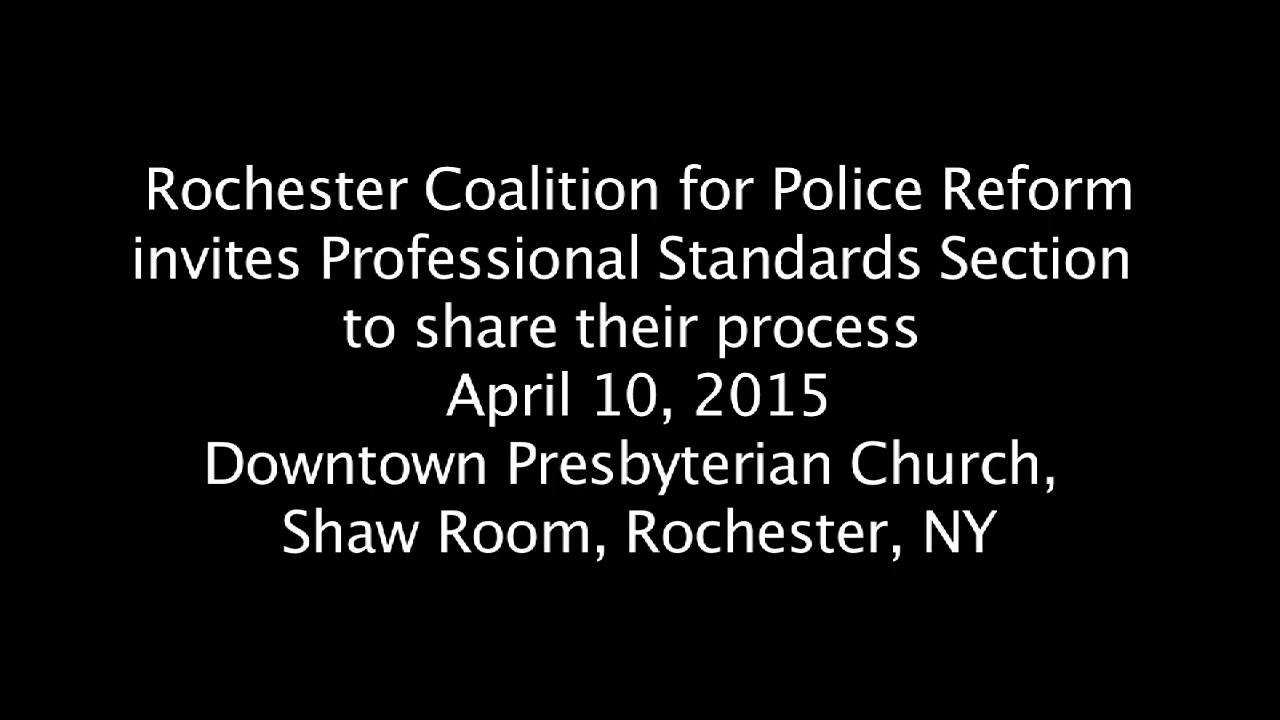 Rochester Coalition for Police Reform
invites Professional Standards Section
to share their process
April 10, 2015
Downtown Presbyterian Church,
Shaw Room, Rochester, NY